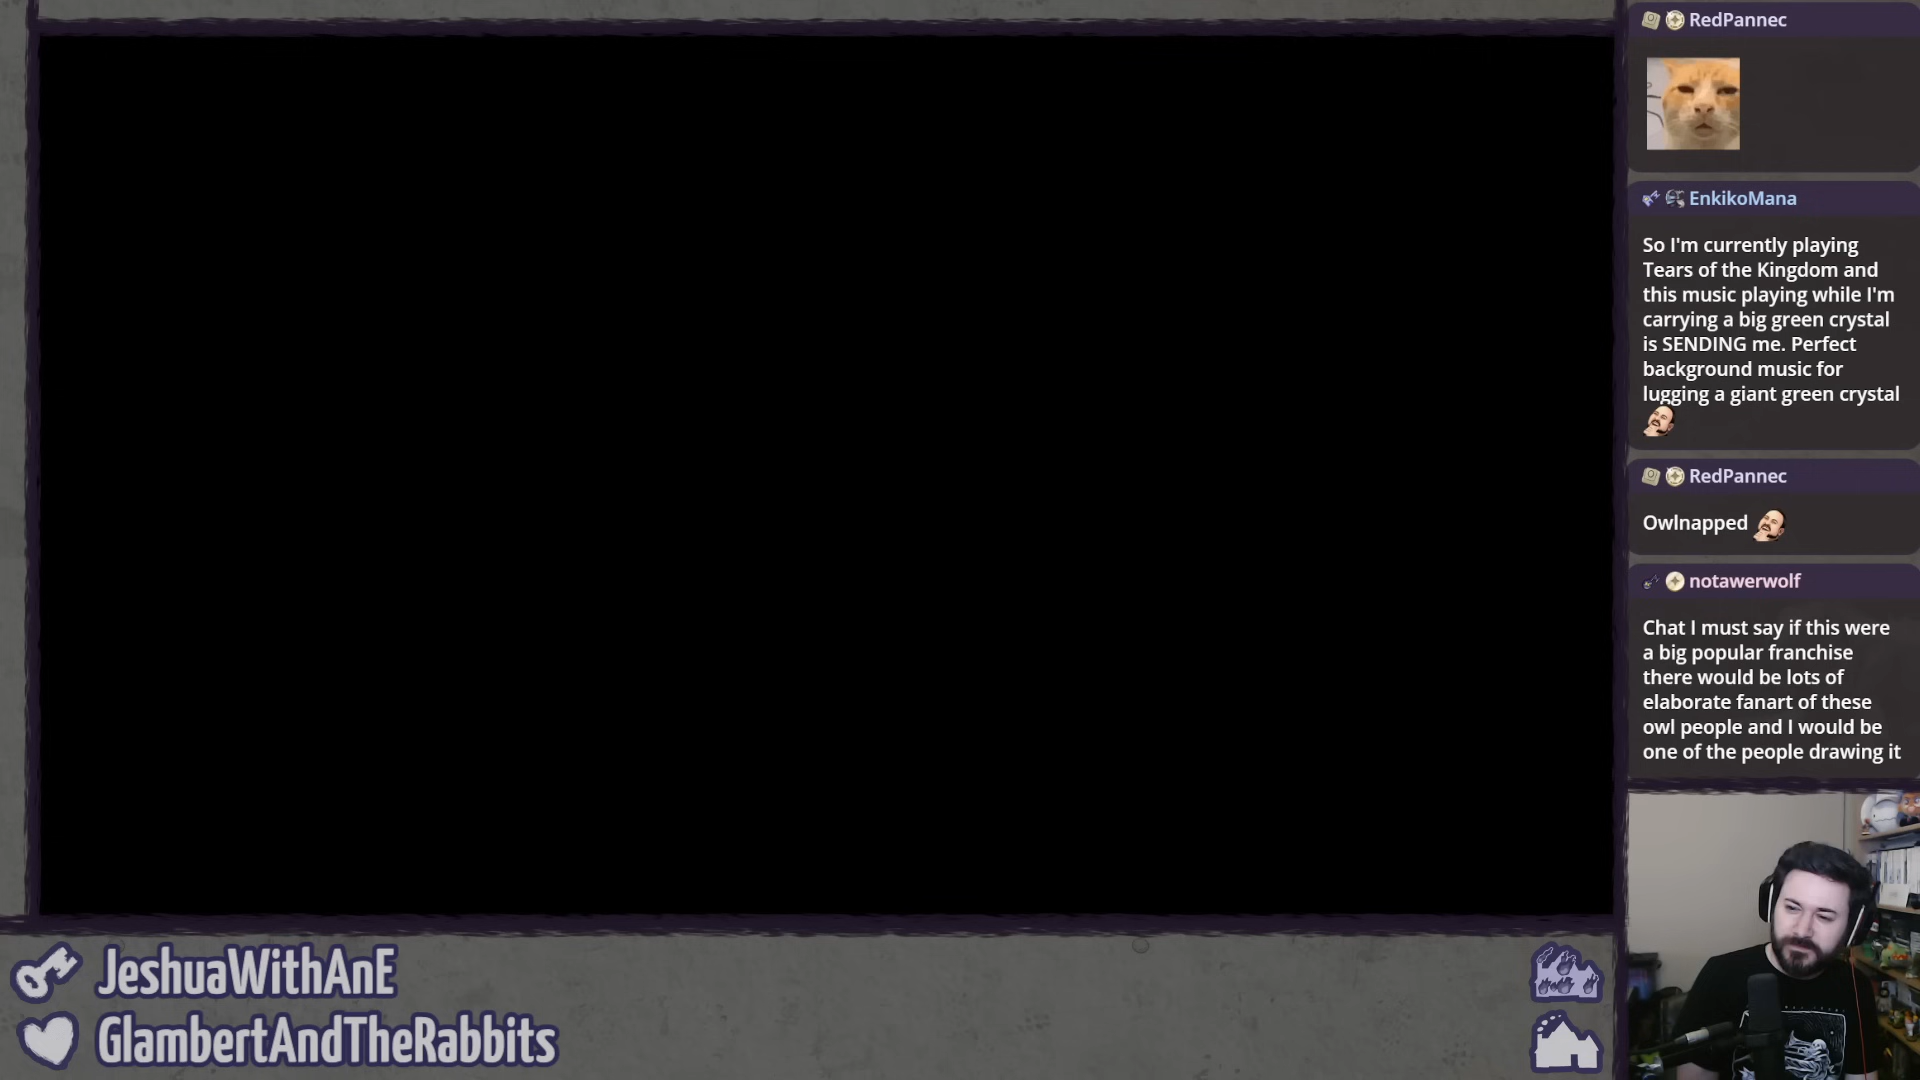 RedPannec
EnkikoMana
So I'm currently playing
Tears of the Kingdom and
this music playing while I'm
carrying a big green crystal
is SENDING me. Perfect
background music for
lugging a giant green crystal
RedPannec
Owlnapped
notawerwolf
Chat I must say if this were
a big popular franchise
there would be lots of
elaborate fanart of these
owl people and I would be
one of the people drawing it
JeshuaWithAnE
GlambertAndTheRabbits